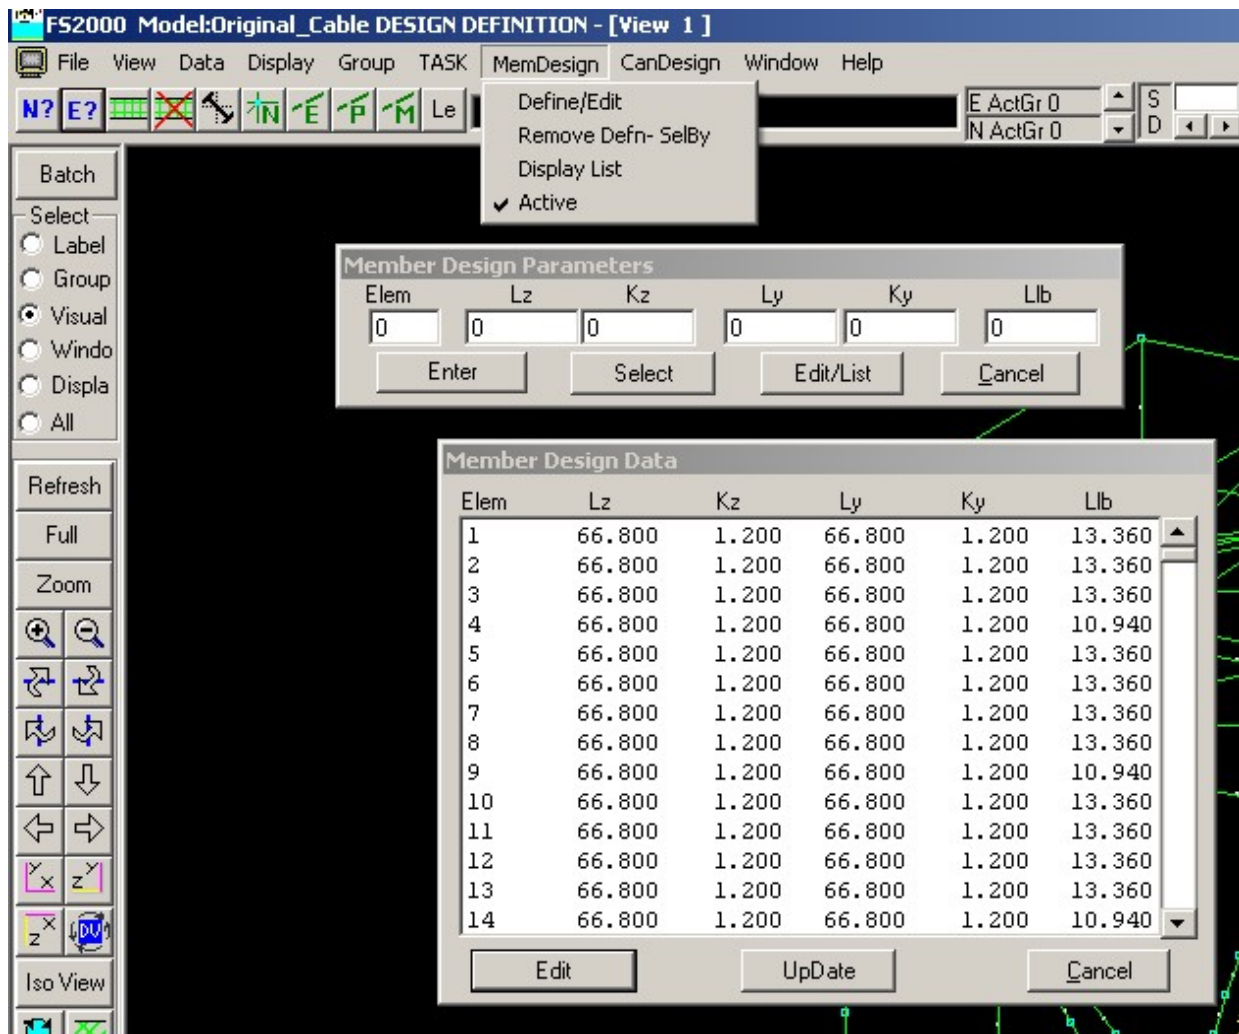 FS2000 Model:Original_Cable DESIGN DEFINITION - [View 1 ]
File View Data Display Group TASK MemDesign CanDesign Window Help
N? E? N E P M Le E ActGr 0 S
N ActGr 0 D
Define/Edit
Remove Defn- SelBy
Display List
Active
Batch
Select
Label
Group
Visual
Windo
Displa
All
Refresh
Full
Zoom
Y X Z Y
Z X DV
Iso View
Member Design Parameters
Elem Lz Kz Ly Ky Llb
0 0 0 0 0 0
Enter Select Edit/List Cancel
Member Design Data
Elem Lz Kz Ly Ky Llb
1 66.800 1.200 66.800 1.200 13.360
2 66.800 1.200 66.800 1.200 13.360
3 66.800 1.200 66.800 1.200 13.360
4 66.800 1.200 66.800 1.200 10.940
5 66.800 1.200 66.800 1.200 13.360
6 66.800 1.200 66.800 1.200 13.360
7 66.800 1.200 66.800 1.200 13.360
8 66.800 1.200 66.800 1.200 13.360
9 66.800 1.200 66.800 1.200 10.940
10 66.800 1.200 66.800 1.200 13.360
11 66.800 1.200 66.800 1.200 13.360
12 66.800 1.200 66.800 1.200 13.360
13 66.800 1.200 66.800 1.200 13.360
14 66.800 1.200 66.800 1.200 10.940
Edit UpDate Cancel